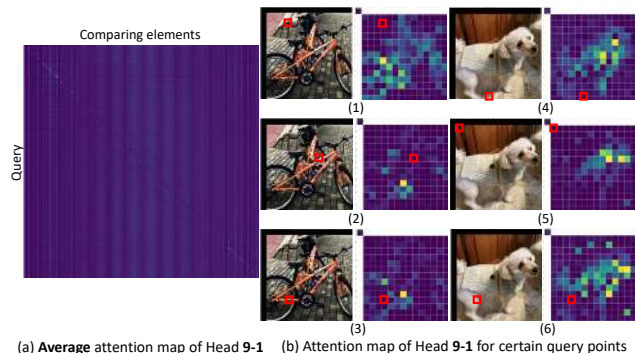 Comparing elements
Query
(1)
(4)
(2)
(5)
(3)
(6)
(a) Average attention map of Head 9-1
(b) Attention map of Head 9-1 for certain query points